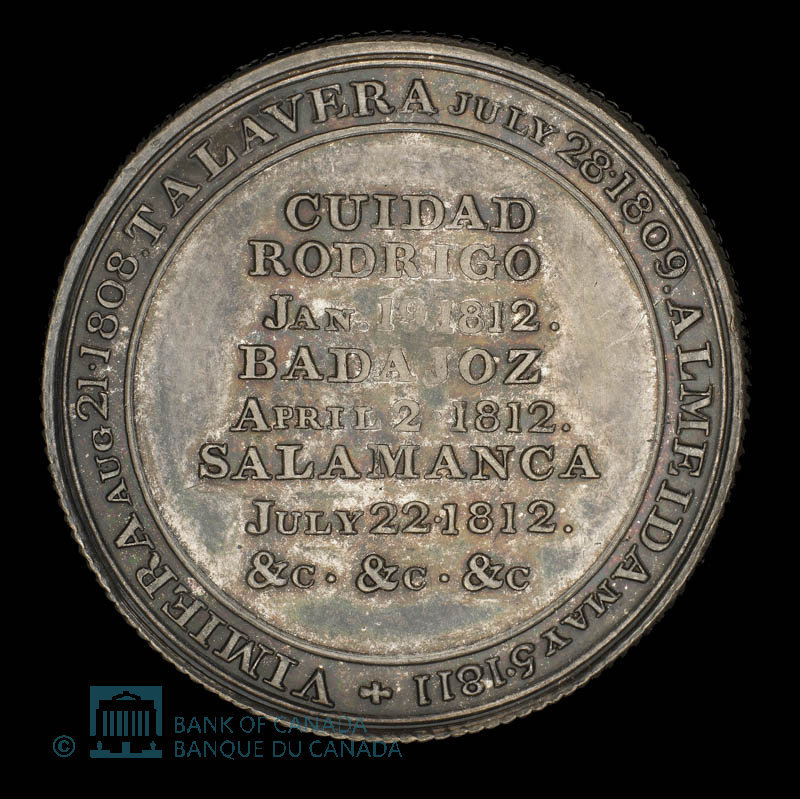 VIMIERA AUG 21·1808. TALAVERA JULY 28·1809. ALMEIDA MAY 5·1811 +
CUIDAD
RODRIGO
JAN. 19 1812.
BADAJOZ
APRIL 2 1812.
SALAMANCA
JULY 22·1812.
&C · &C · &C
© BANK OF CANADA
BANQUE DU CANADA